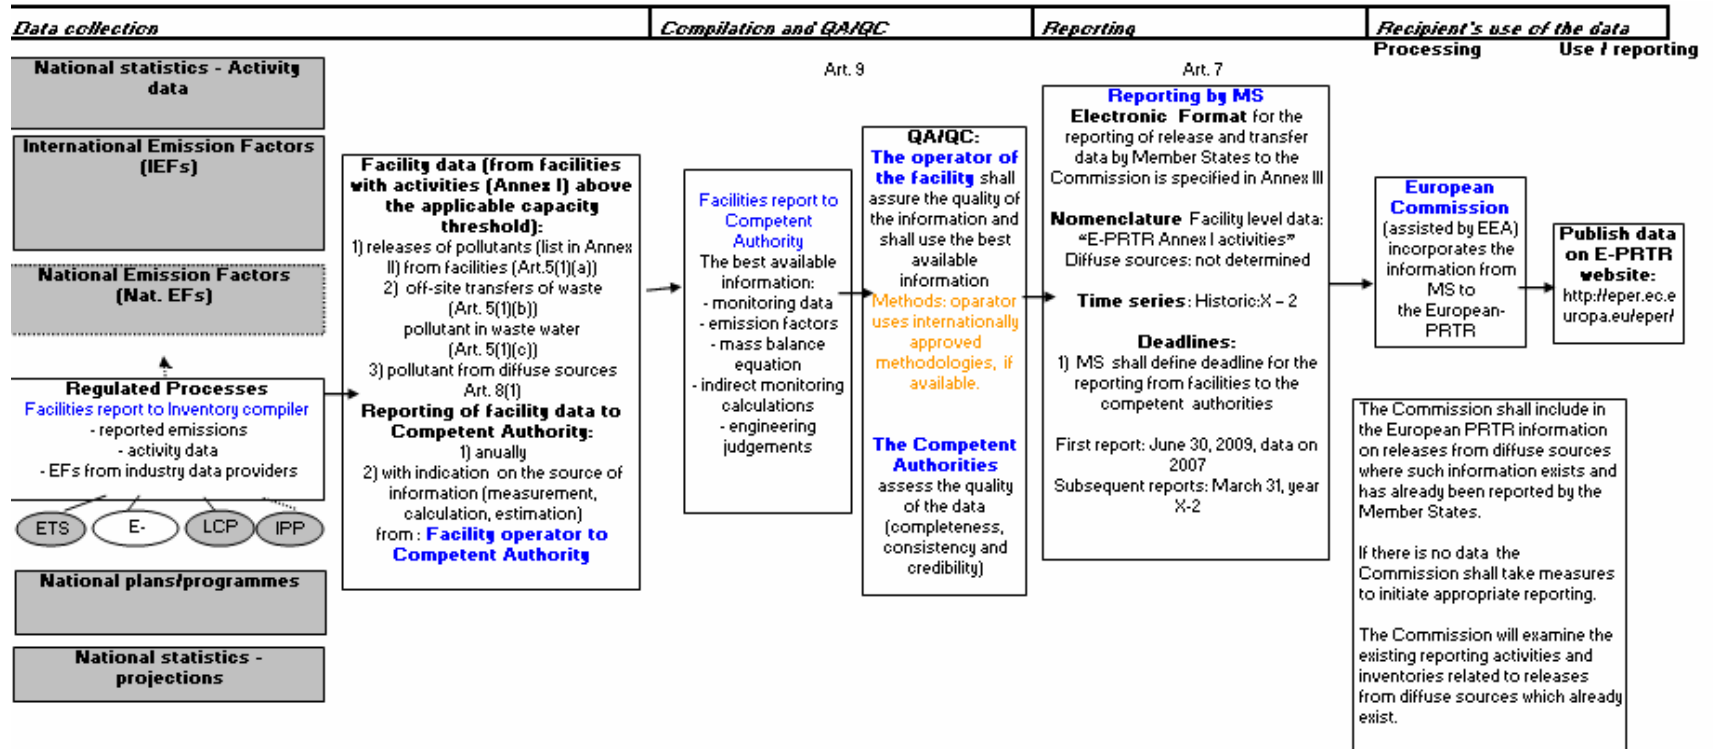 Data collection
Compilation and QA/QC
Reporting
Recipient's use of the data
Processing
Use / reporting
National statistics - Activity
data
International Emission Factors
(IEFs)
National Emission Factors
(Nat. EFs)
Regulated Processes
Facilities report to Inventory compiler
- reported emissions
- activity data
- EFs from industry data providers
ETS
E-
LCP
IPP
National plans/programmes
National statistics -
projections
Facility data (from facilities
with activities (Annex I) above
the applicable capacity
threshold):
1) releases of pollutants (list in Annex
II) from facilities (Art.5(1)(a))
2) off-site transfers of waste
(Art. 5(1)(b))
pollutant in waste water
(Art. 5(1)(c))
3) pollutant from diffuse sources
Art. 8(1)
Reporting of facility data to
Competent Authority:
1) anually
2) with indication on the source of
information (measurement,
calculation, estimation)
from : Facility operator to
Competent Authority
Art. 9
Facilities report to
Competent
Authority
The best available
information:
- monitoring data
- emission factors
- mass balance
equation
- indirect monitoring
calculations
- engineering
judgements
QA/QC:
The operator of
the facility shall
assure the quality of
the information and
shall use the best
available
information
Methods: oparator
uses internationally
approved
methodologies, if
available.
The Competent
Authorities
assess the quality
of the data
(completeness,
consistency and
credibility)
Art. 7
Reporting by MS
Electronic Format for the
reporting of release and transfer
data by Member States to the
Commission is specified in Annex III
Nomenclature Facility level data:
"E-PRTR Annex I activities"
Diffuse sources: not determined
Time series: Historic:X - 2
Deadlines:
1) MS shall define deadline for the
reporting from facilities to the
competent authorities
First report: June 30, 2009, data on
2007
Subsequent reports: March 31, year
X-2
European
Commission
(assisted by EEA)
incorporates the
information from
MS to
the European-
PRTR
Publish data
on E-PRTR
website:
http://eper.ec.e
uropa.eu/eper/
The Commission shall include in
the European PRTR information
on releases from diffuse sources
where such information exists and
has already been reported by the
Member States.
If there is no data the
Commission shall take measures
to initiate appropriate reporting.
The Commission will examine the
existing reporting activities and
inventories related to releases
from diffuse sources which already
exist.